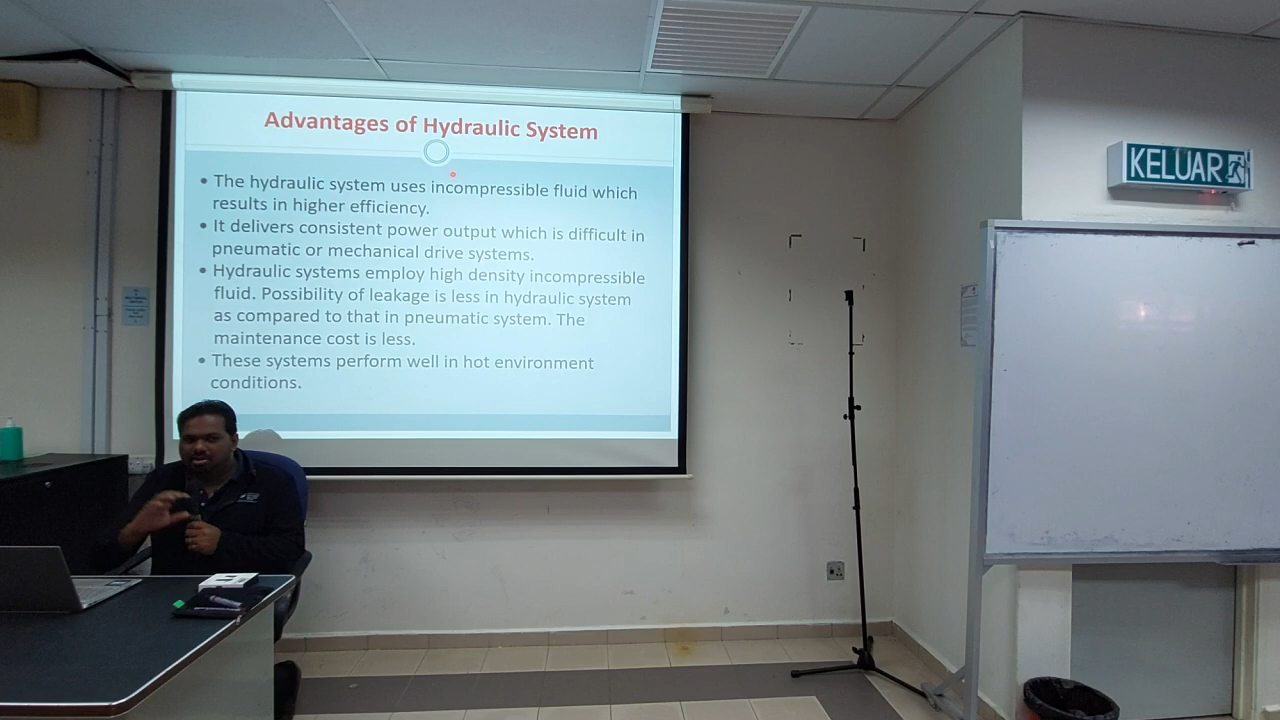 Advantages of Hydraulic System
• The hydraulic system uses incompressible fluid which
results in higher efficiency.
• It delivers consistent power output which is difficult in
pneumatic or mechanical drive systems.
• Hydraulic systems employ high density incompressible
fluid. Possibility of leakage is less in hydraulic system
as compared to that in pneumatic system. The
maintenance cost is less.
• These systems perform well in hot environment
conditions.
KELUAR